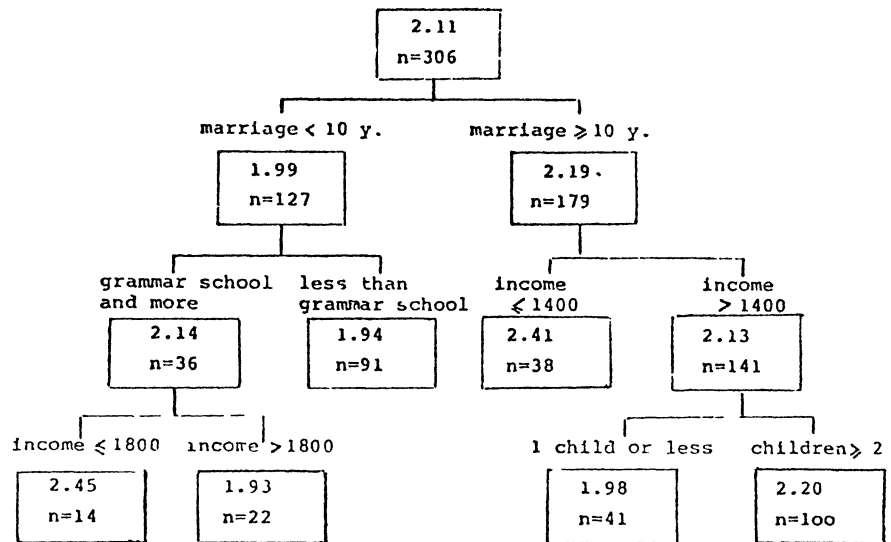 2.11
n=306
marriage < 10 y.
marriage ⩾ 10 y.
1.99
n=127
2.19.
n=179
grammar school
and more
less than
grammar school
income
⩽ 1400
income
> 1400
2.14
n=36
1.94
n=91
2.41
n=38
2.13
n=141
income ⩽ 1800
income > 1800
1 child or less
children ⩾ 2
2.45
n=14
1.93
n=22
1.98
n=41
2.20
n=loo